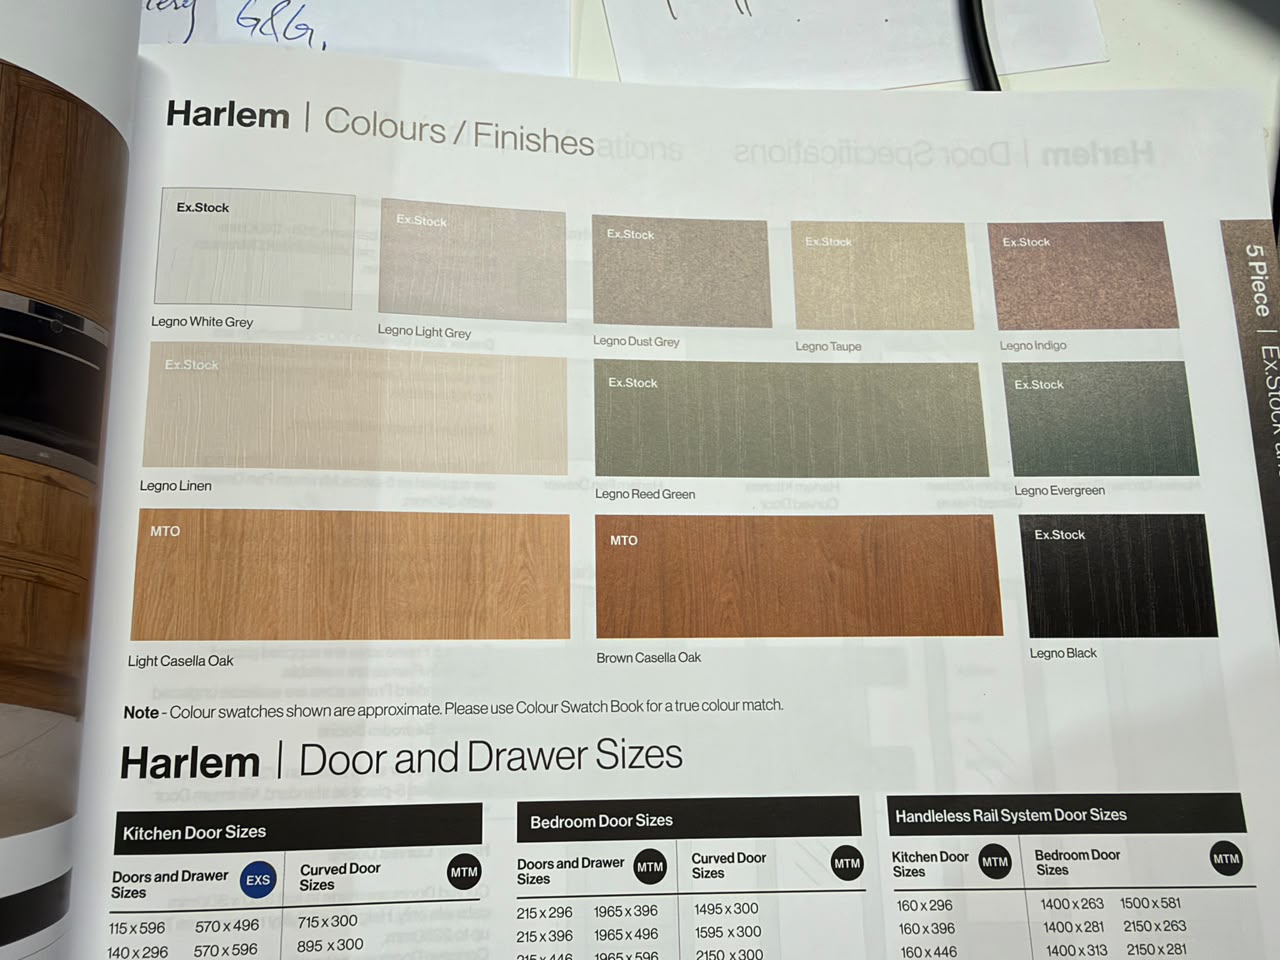 G&G.
Harlem | Colours / Finishes
Ex.Stock
Legno White Grey
Ex.Stock
Legno Light Grey
Ex.Stock
Legno Dust Grey
Ex.Stock
Legno Taupe
Ex.Stock
Legno Indigo
Ex.Stock
Legno Linen
Ex.Stock
Legno Reed Green
Ex.Stock
Legno Evergreen
MTO
Light Casella Oak
MTO
Brown Casella Oak
Ex.Stock
Legno Black
Note - Colour swatches shown are approximate. Please use Colour Swatch Book for a true colour match.
Harlem | Door and Drawer Sizes
Kitchen Door Sizes
Doors and Drawer
Sizes
EXS
Curved Door
Sizes
MTM
115 x 596 570 x 496 715 x 300
140 x 296 570 x 596 895 x 300
Bedroom Door Sizes
Doors and Drawer
Sizes
MTM
Curved Door
Sizes
MTM
215 x 296 1965 x 396 1495 x 300
215 x 396 1965 x 496 1595 x 300
215 x 446 1965 x 596 2150 x 300
Handleless Rail System Door Sizes
Kitchen Door
Sizes
MTM
Bedroom Door
Sizes
MTM
160 x 296 1400 x 263 1500 x 581
160 x 396 1400 x 281 2150 x 263
160 x 446 1400 x 313 2150 x 281
5 Piece | Ex.Stock